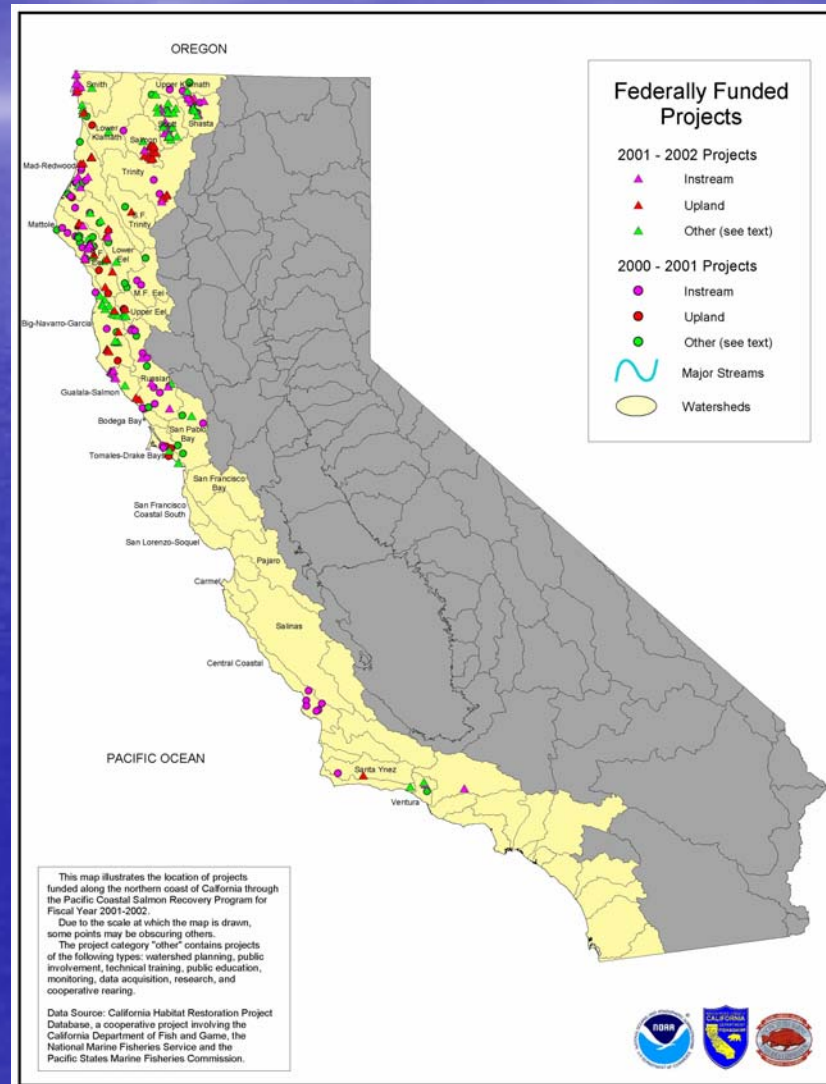 OREGON
Federally Funded
Projects
2001 - 2002 Projects
Instream
Upland
Other (see text)
2000 - 2001 Projects
Instream
Upland
Other (see text)
Major Streams
Watersheds
Smith
Upper Klamath
Lower
Klamath
Scott
Shasta
Salmon
Mad-Redwood
Trinity
S.F.
Trinity
Mattole
Lower
Eel
M.F. Eel
Upper Eel
Big-Navarro-Garcia
Russian
Gualala-Salmon
Bodega Bay
San Pablo
Bay
Tomales-Drake Bays
San Francisco
Bay
San Francisco
Coastal South
San Lorenzo-Soquel
Pajaro
Carmel
Salinas
Central Coastal
PACIFIC OCEAN
Santa Ynez
Ventura
This map illustrates the location of projects
funded along the northern coast of Calfornia through
the Pacific Coastal Salmon Recovery Program for
Fiscal Year 2001-2002.
Due to the scale at which the map is drawn,
some points may be obscuring others.
The project category "other" contains projects
of the following types: watershed planning, public
involvement, technical training, public education,
monitoring, data acquisition, research, and
cooperative rearing.
Data Source: California Habitat Restoration Project
Database, a cooperative project involving the
California Department of Fish and Game, the
National Marine Fisheries Service and the
Pacific States Marine Fisheries Commission.
NOAA
CALIFORNIA